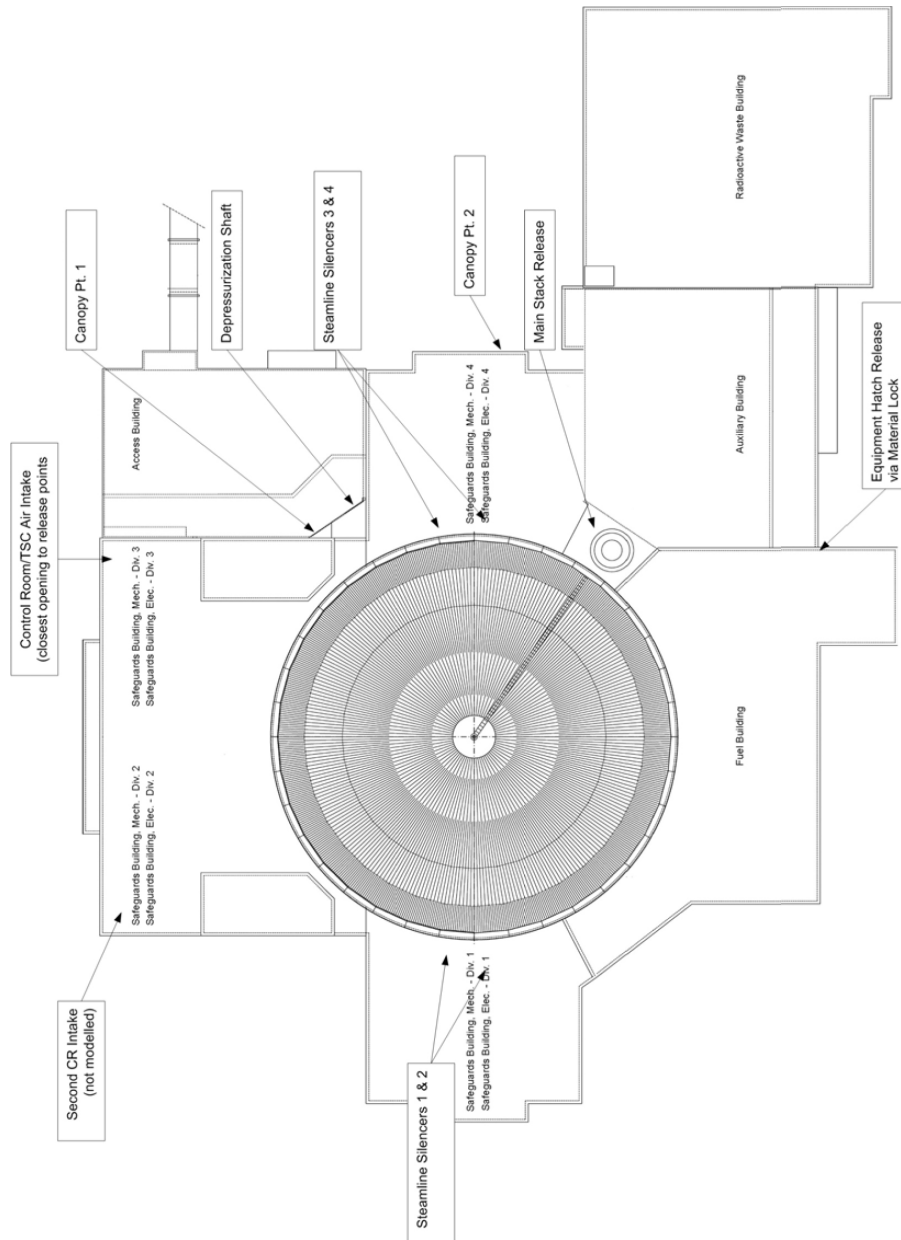 Control Room/TSC Air Intake
(closest opening to release points)
Canopy Pt. 1
Depressurization Shaft
Steamline Silencers 3 & 4
Canopy Pt. 2
Main Stack Release
Equipment Hatch Release
via Material Lock
Second CR Intake
(not modelled)
Steamline Silencers 1 & 2
Access Building
Safeguards Building, Mech. - Div. 3
Safeguards Building, Elec. - Div. 3
Safeguards Building, Mech. - Div. 2
Safeguards Building, Elec. - Div. 2
Safeguards Building, Mech. - Div. 4
Safeguards Building, Elec. - Div. 4
Safeguards Building, Mech. - Div. 1
Safeguards Building, Elec. - Div. 1
Radioactive Waste Building
Auxiliary Building
Fuel Building